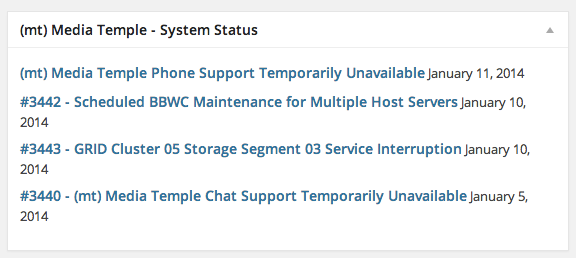 (mt) Media Temple - System Status
(mt) Media Temple Phone Support Temporarily Unavailable January 11, 2014
#3442 - Scheduled BBWC Maintenance for Multiple Host Servers January 10,
2014
#3443 - GRID Cluster 05 Storage Segment 03 Service Interruption January 10,
2014
#3440 - (mt) Media Temple Chat Support Temporarily Unavailable January 5,
2014